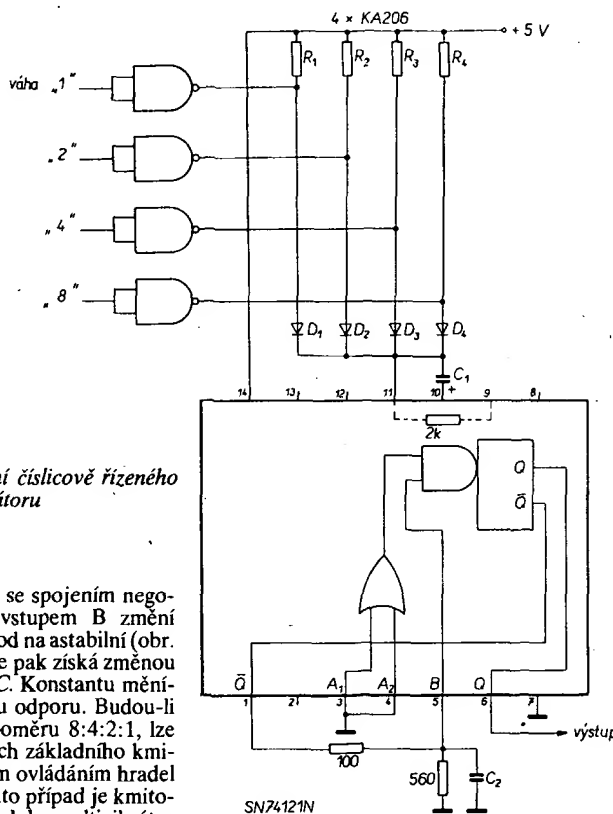 4 × KA206
+ 5 V
R₁ R₂ R₃ R₄
váha „1"
„2"
„4"
„8"
D₁ D₂ D₃ D₄
C₁
+
14 13 12 11 10 9 8
2k
Q
Q̄
Q̄ A₁ A₂ B Q
1 2 3 4 5 6 7
výstup
100
560
C₂
SN74121N
ní číslicově řízeného
itoru
se spojením nego-
vstupem B změní
od na astabilní (obr.
e pak získá změnou
C. Konstantu mění-
u odporu. Budou-li
oměru 8:4:2:1, lze
ch základního kmi-
m ovládáním hradel
to případ je kmito-